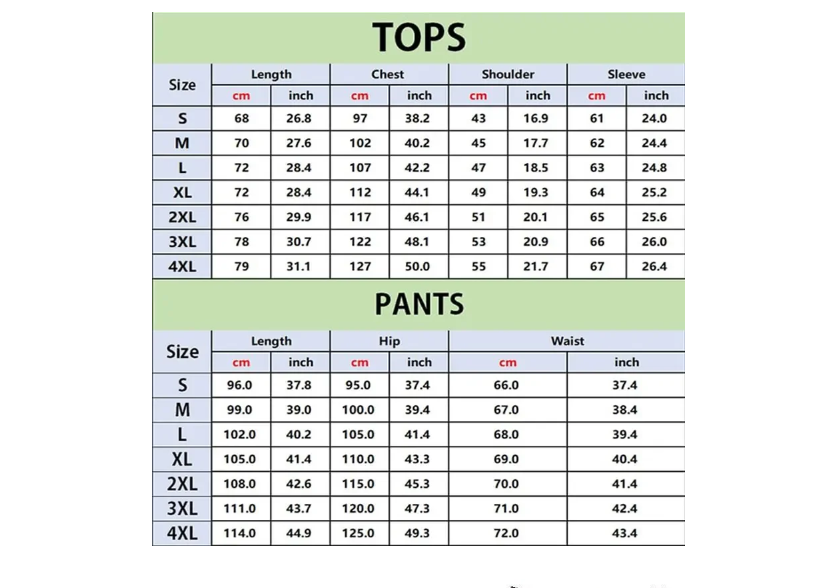 TOPS
Size Length Chest Shoulder Sleeve
cm inch cm inch cm inch cm inch
S 68 26.8 97 38.2 43 16.9 61 24.0
M 70 27.6 102 40.2 45 17.7 62 24.4
L 72 28.4 107 42.2 47 18.5 63 24.8
XL 72 28.4 112 44.1 49 19.3 64 25.2
2XL 76 29.9 117 46.1 51 20.1 65 25.6
3XL 78 30.7 122 48.1 53 20.9 66 26.0
4XL 79 31.1 127 50.0 55 21.7 67 26.4
PANTS
Size Length Hip Waist
cm inch cm inch cm inch
S 96.0 37.8 95.0 37.4 66.0 37.4
M 99.0 39.0 100.0 39.4 67.0 38.4
L 102.0 40.2 105.0 41.4 68.0 39.4
XL 105.0 41.4 110.0 43.3 69.0 40.4
2XL 108.0 42.6 115.0 45.3 70.0 41.4
3XL 111.0 43.7 120.0 47.3 71.0 42.4
4XL 114.0 44.9 125.0 49.3 72.0 43.4